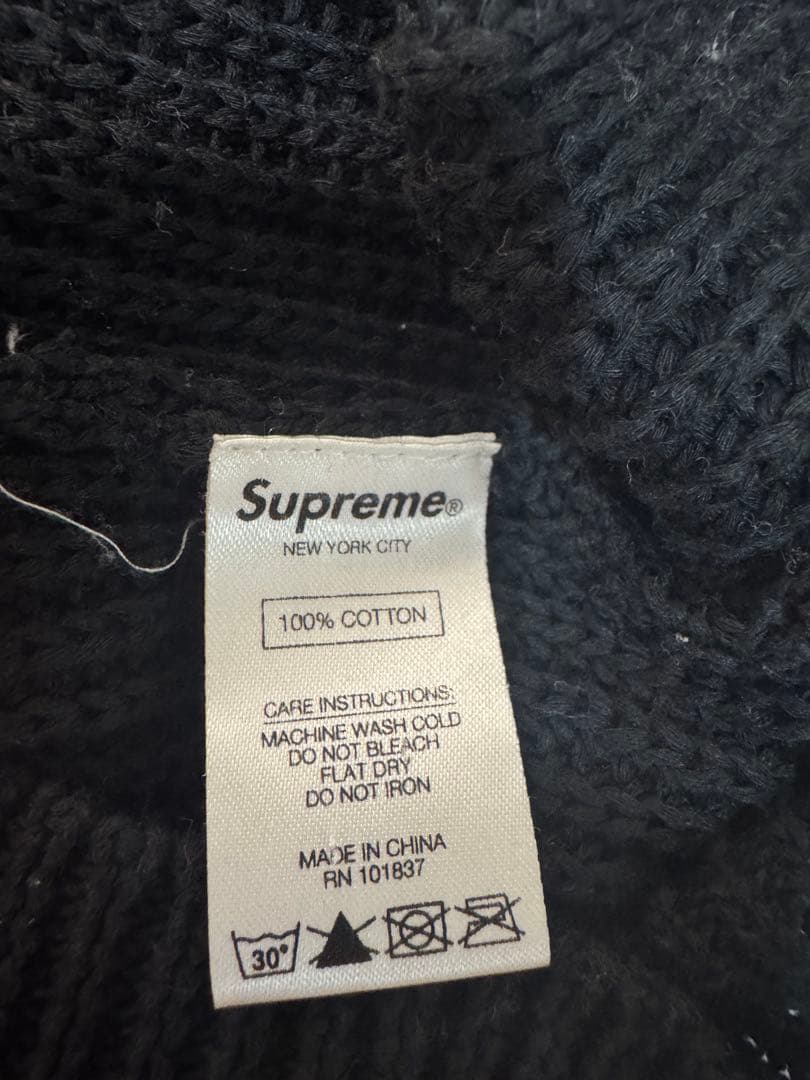 Supreme®
NEW YORK CITY
100% COTTON
CARE INSTRUCTIONS:
MACHINE WASH COLD
DO NOT BLEACH
FLAT DRY
DO NOT IRON
MADE IN CHINA
RN 101837
30°